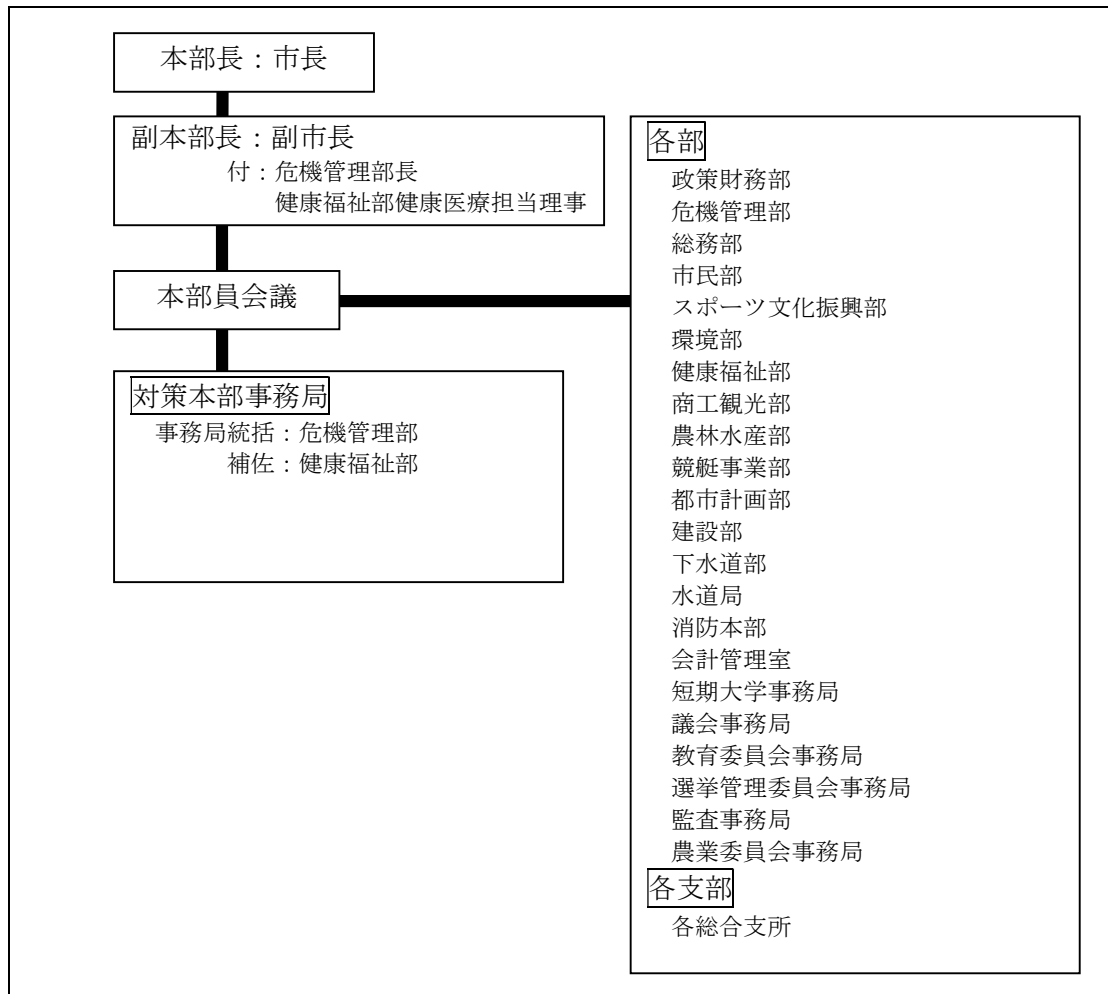 本部長：市長
副本部長：副市長
付：危機管理部長
健康福祉部健康医療担当理事
本部員会議
対策本部事務局
事務局統括：危機管理部
補佐：健康福祉部
各部
政策財務部
危機管理部
総務部
市民部
スポーツ文化振興部
環境部
健康福祉部
商工観光部
農林水産部
競艇事業部
都市計画部
建設部
下水道部
水道局
消防本部
会計管理室
短期大学事務局
議会事務局
教育委員会事務局
選挙管理委員会事務局
監査事務局
農業委員会事務局
各支部
各総合支所